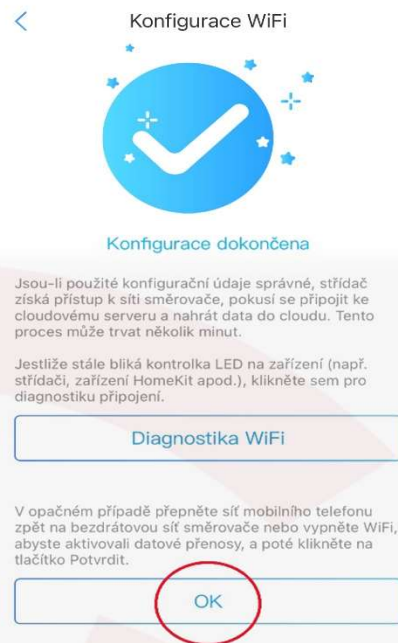 Konfigurace WiFi
Konfigurace dokončena
Jsou-li použité konfigurační údaje správné, střídač
získá přístup k síti směrovače, pokusí se připojit ke
cloudovému serveru a nahrát data do cloudu. Tento
proces může trvat několik minut.
Jestliže stále bliká kontrolka LED na zařízení (např.
střídači, zařízení HomeKit apod.), klikněte sem pro
diagnostiku připojení.
Diagnostika WiFi
V opačném případě přepněte síť mobilního telefonu
zpět na bezdrátovou síť směrovače nebo vypněte WiFi,
abyste aktivovali datové přenosy, a poté klikněte na
tlačítko Potvrdit.
OK